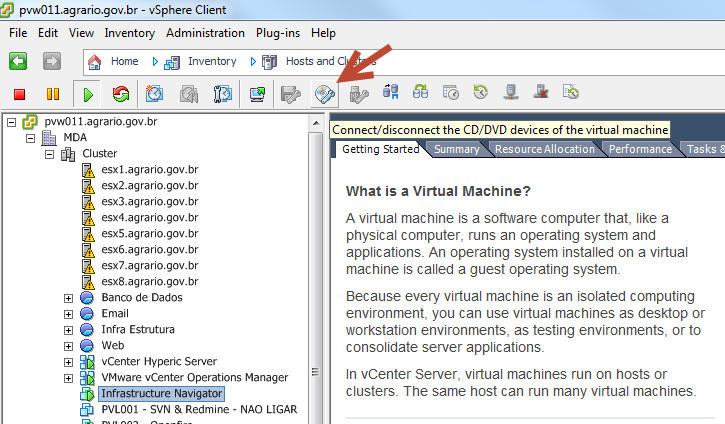 pvw011.agrario.gov.br - vSphere Client
File Edit View Inventory Administration Plug-ins Help
Home Inventory Hosts and Clusters
Connect/disconnect the CD/DVD devices of the virtual machine
pvw011.agrario.gov.br
MDA
Cluster
esx1.agrario.gov.br
esx2.agrario.gov.br
esx3.agrario.gov.br
esx4.agrario.gov.br
esx5.agrario.gov.br
esx6.agrario.gov.br
esx7.agrario.gov.br
esx8.agrario.gov.br
Banco de Dados
Email
Infra Estrutura
Web
vCenter Hyperic Server
VMware vCenter Operations Manager
Infrastructure Navigator
PVL001 - SVN & Redmine - NAO LIGAR
Getting Started Summary Resource Allocation Performance Tasks &
What is a Virtual Machine?
A virtual machine is a software computer that, like a
physical computer, runs an operating system and
applications. An operating system installed on a virtual
machine is called a guest operating system.
Because every virtual machine is an isolated computing
environment, you can use virtual machines as desktop or
workstation environments, as testing environments, or to
consolidate server applications.
In vCenter Server, virtual machines run on hosts or
clusters. The same host can run many virtual machines.